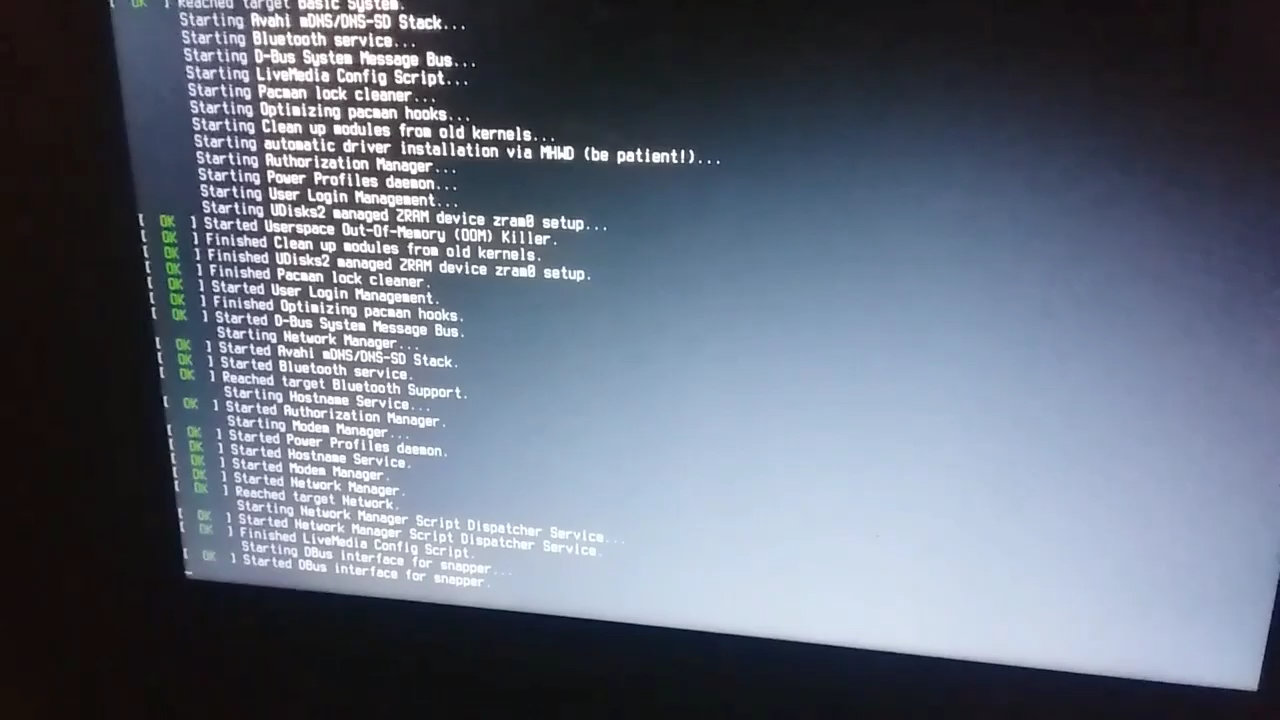 [ OK ] Reached target Basic System.
Starting Avahi mDNS/DNS-SD Stack...
Starting Bluetooth service...
Starting D-Bus System Message Bus...
Starting LiveMedia Config Script...
Starting Pacman lock cleaner...
Starting Optimizing pacman hooks...
Starting Clean up modules from old kernels...
Starting automatic driver installation via MHWD (be patient!)...
Starting Authorization Manager...
Starting Power Profiles daemon...
Starting User Login Management...
Starting UDisks2 managed ZRAM device zram0 setup...
[ OK ] Started Userspace Out-Of-Memory (OOM) Killer.
[ OK ] Finished Clean up modules from old kernels.
[ OK ] Finished UDisks2 managed ZRAM device zram0 setup.
[ OK ] Finished Pacman lock cleaner.
[ OK ] Started User Login Management.
[ OK ] Finished Optimizing pacman hooks.
[ OK ] Started D-Bus System Message Bus.
Starting Network Manager...
[ OK ] Started Avahi mDNS/DNS-SD Stack.
[ OK ] Started Bluetooth service.
[ OK ] Reached target Bluetooth Support.
Starting Hostname Service...
[ OK ] Started Authorization Manager.
Starting Modem Manager...
[ OK ] Started Power Profiles daemon.
[ OK ] Started Hostname Service.
[ OK ] Started Modem Manager.
[ OK ] Started Network Manager.
[ OK ] Reached target Network.
Starting Network Manager Script Dispatcher Service...
[ OK ] Started Network Manager Script Dispatcher Service.
[ OK ] Finished LiveMedia Config Script.
Starting DBus interface for snapper...
[ OK ] Started DBus interface for snapper.